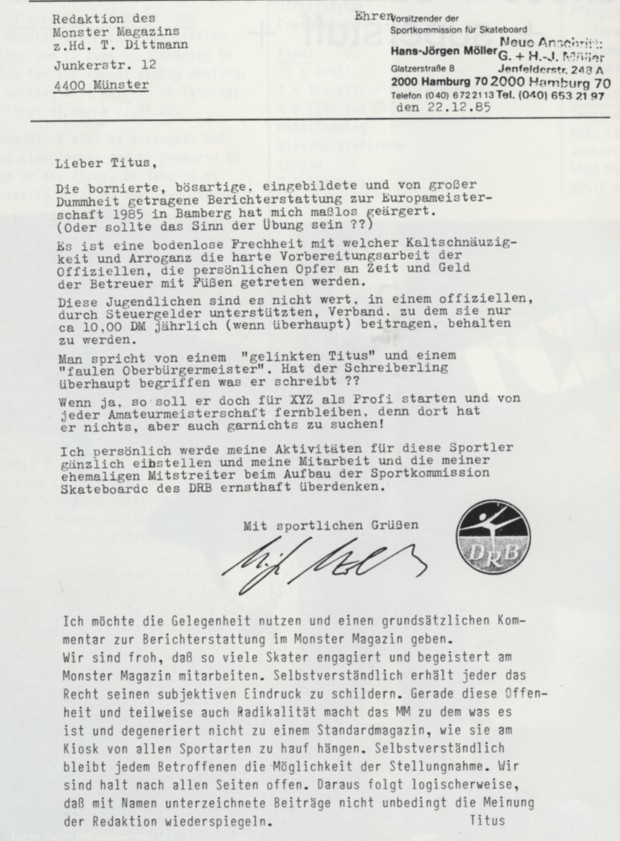 Redaktion des
Monster Magazins
z.Hd. T. Dittmann
Junkerstr. 12
4400 Münster
Ehrenvorsitzender der
Sportkommission für Skateboard
Hans-Jörgen Möller
Glatzerstraße 8
2000 Hamburg 70
Telefon (040) 6722113
Neue Anschrift:
G. + H.-J. Möller
Jenfelderstr. 248 A
2000 Hamburg 70
Tel. (040) 653 21 97
den 22.12.85
Lieber Titus,
Die bornierte, bösartige, eingebildete und von großer
Dummheit getragene Berichterstattung zur Europameister-
schaft 1985 in Bamberg hat mich maßlos geärgert.
(Oder sollte das Sinn der Übung sein ??)
Es ist eine bodenlose Frechheit mit welcher Kaltschnäuzig-
keit und Arroganz die harte Vorbereitungsarbeit der
Offiziellen, die persönlichen Opfer an Zeit und Geld
der Betreuer mit Füßen getreten werden.
Diese Jugendlichen sind es nicht wert, in einem offiziellen,
durch Steuergelder unterstützten, Verband, zu dem sie nur
ca 10,00 DM jährlich (wenn überhaupt) beitragen, behalten
zu werden.
Man spricht von einem "gelinkten Titus" und einem
"faulen Oberbürgermeister". Hat der Schreiberling
überhaupt begriffen was er schreibt ??
Wenn ja, so soll er doch für XYZ als Profi starten und von
jeder Amateurmeisterschaft fernbleiben, denn dort hat
er nichts, aber auch garnichts zu suchen!
Ich persönlich werde meine Aktivitäten für diese Sportler
gänzlich einstellen und meine Mitarbeit und die meiner
ehemaligen Mitstreiter beim Aufbau der Sportkommission
Skateboardc des DRB ernsthaft überdenken.
Mit sportlichen Grüßen
DRB
Ich möchte die Gelegenheit nutzen und einen grundsätzlichen Kom-
mentar zur Berichterstattung im Monster Magazin geben.
Wir sind froh, daß so viele Skater engagiert und begeistert am
Monster Magazin mitarbeiten. Selbstverständlich erhält jeder das
Recht seinen subjektiven Eindruck zu schildern. Gerade diese Offen-
heit und teilweise auch Radikalität macht das MM zu dem was es
ist und degeneriert nicht zu einem Standardmagazin, wie sie am
Kiosk von allen Sportarten zu hauf hängen. Selbstverständlich
bleibt jedem Betroffenen die Möglichkeit der Stellungnahme. Wir
sind halt nach allen Seiten offen. Daraus folgt logischerweise,
daß mit Namen unterzeichnete Beiträge nicht unbedingt die Meinung
der Redaktion wiederspiegeln. Titus